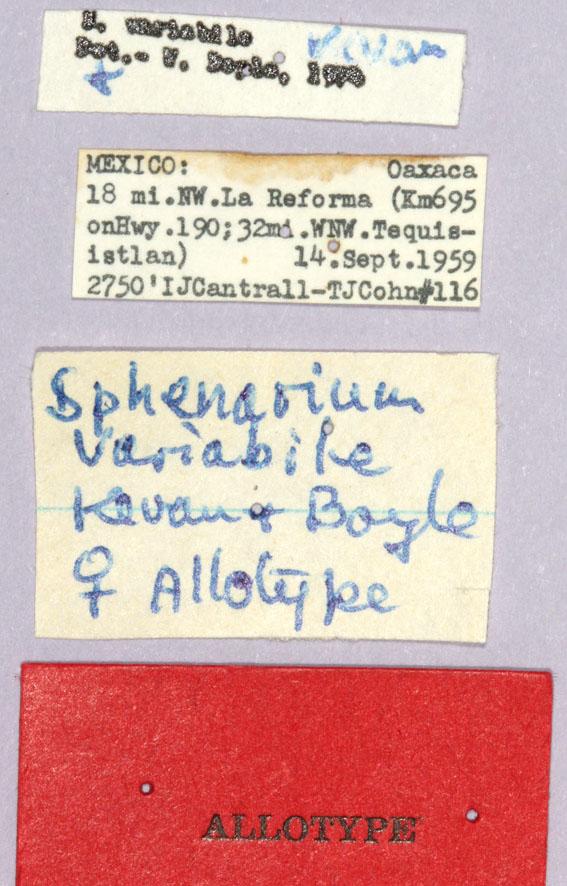 S. variabile Kevan
Det.- W. Boyle, 1974
♀
MEXICO: Oaxaca
18 mi.NW.La Reforma (Km695
onHwy.190;32mi.WNW.Tequis-
istlan) 14.Sept.1959
2750'IJCantrall-TJCohn#116
Sphenarium
variabile
Kevan & Boyle
♀ Allotype
ALLOTYPE